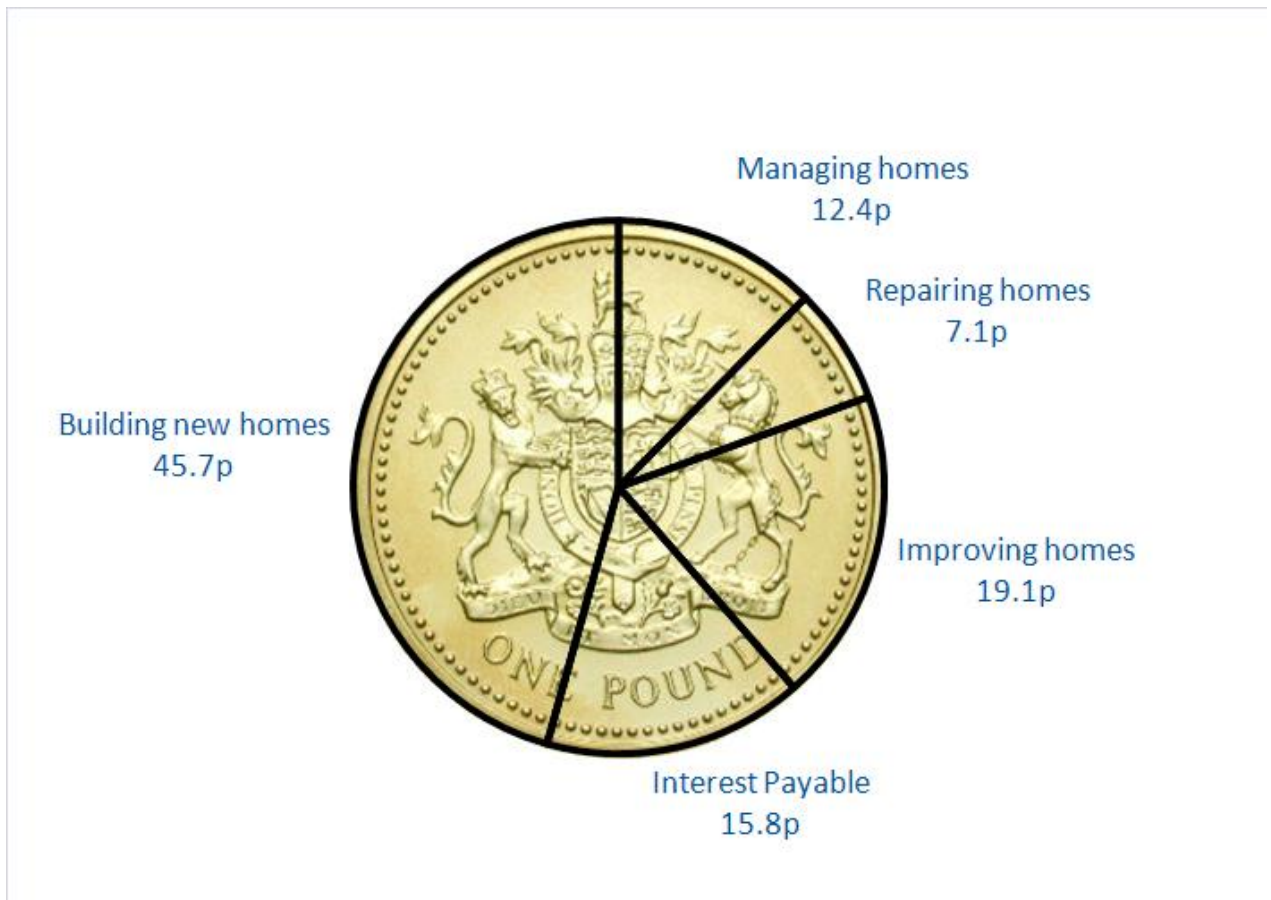 Managing homes
12.4p
Repairing homes
7.1p
Building new homes
45.7p
Improving homes
19.1p
ONE POUND
Interest Payable
15.8p